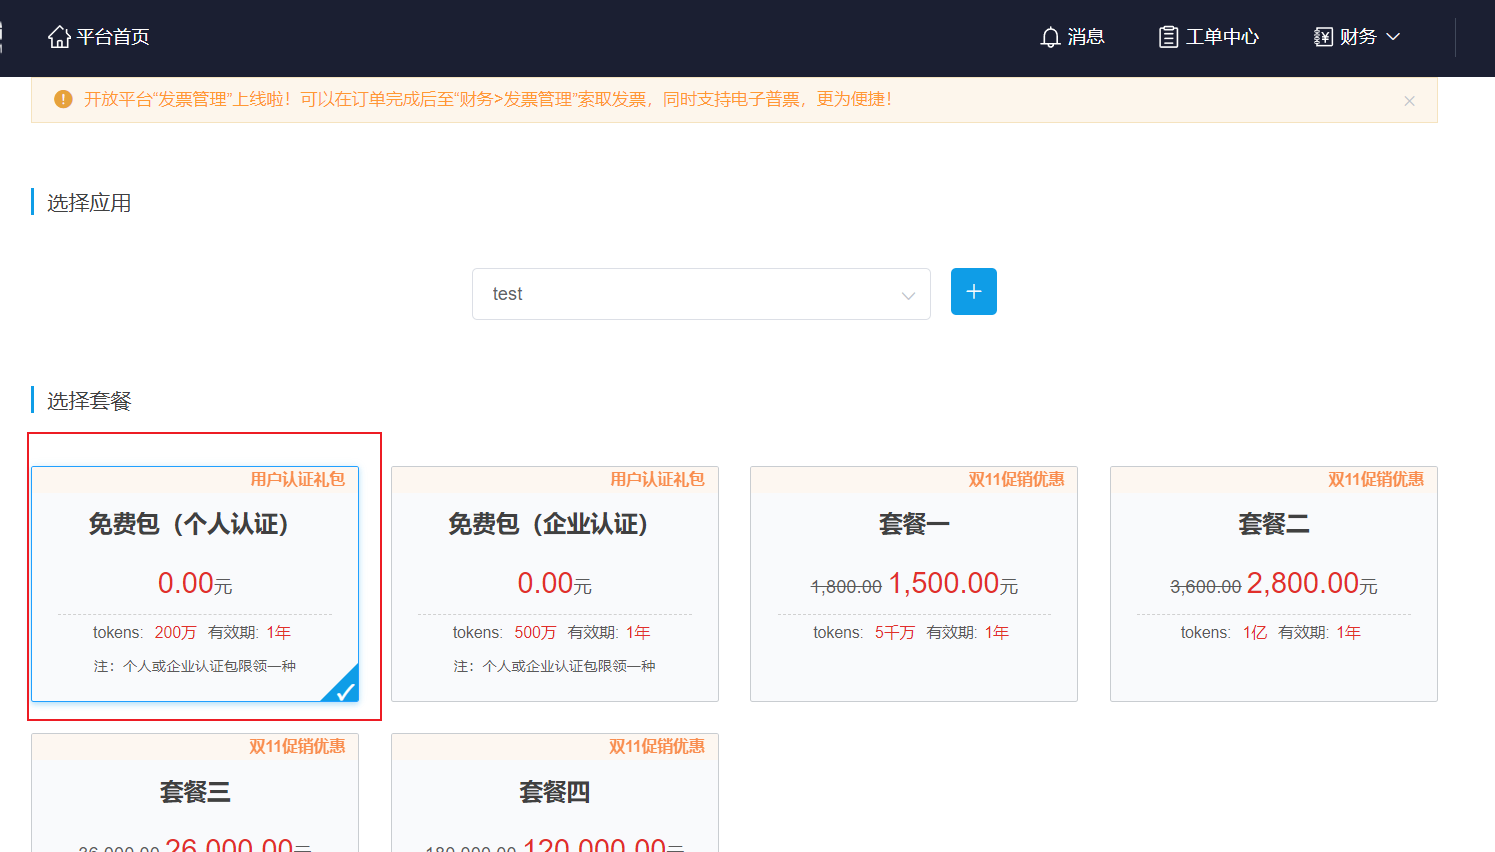 平台首页 消息 工单中心 财务
开放平台“发票管理”上线啦！可以在订单完成后至“财务>发票管理”索取发票，同时支持电子普票，更为便捷！
选择应用
test
选择套餐
用户认证礼包
免费包（个人认证）
0.00元
tokens: 200万 有效期: 1年
注：个人或企业认证包限领一种
用户认证礼包
免费包（企业认证）
0.00元
tokens: 500万 有效期: 1年
注：个人或企业认证包限领一种
双11促销优惠
套餐一
1,800.00 1,500.00元
tokens: 5千万 有效期: 1年
双11促销优惠
套餐二
3,600.00 2,800.00元
tokens: 1亿 有效期: 1年
双11促销优惠
套餐三
36,000.00 26,000.00元
双11促销优惠
套餐四
180,000.00 120,000.00元